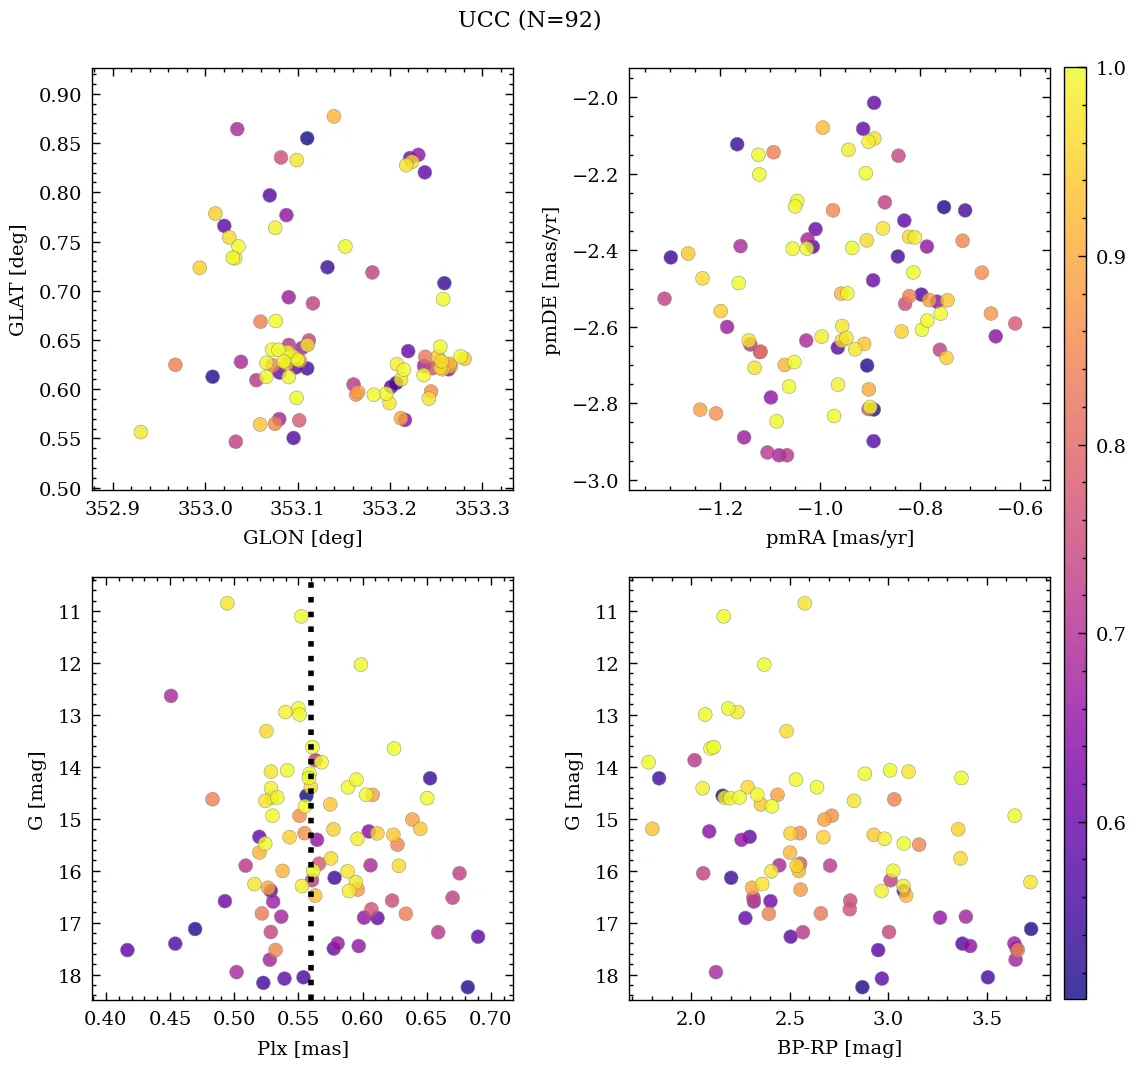 UCC (N=92)
0.90
0.85
0.80
0.75
0.70
0.65
0.60
0.55
0.50
GLAT [deg]
352.9 353.0 353.1 353.2 353.3
GLON [deg]
−2.0
−2.2
−2.4
−2.6
−2.8
−3.0
pmDE [mas/yr]
−1.2 −1.0 −0.8 −0.6
pmRA [mas/yr]
11
12
13
14
15
16
17
18
G [mag]
0.40 0.45 0.50 0.55 0.60 0.65 0.70
Plx [mas]
11
12
13
14
15
16
17
18
G [mag]
2.0 2.5 3.0 3.5
BP-RP [mag]
1.0
0.9
0.8
0.7
0.6